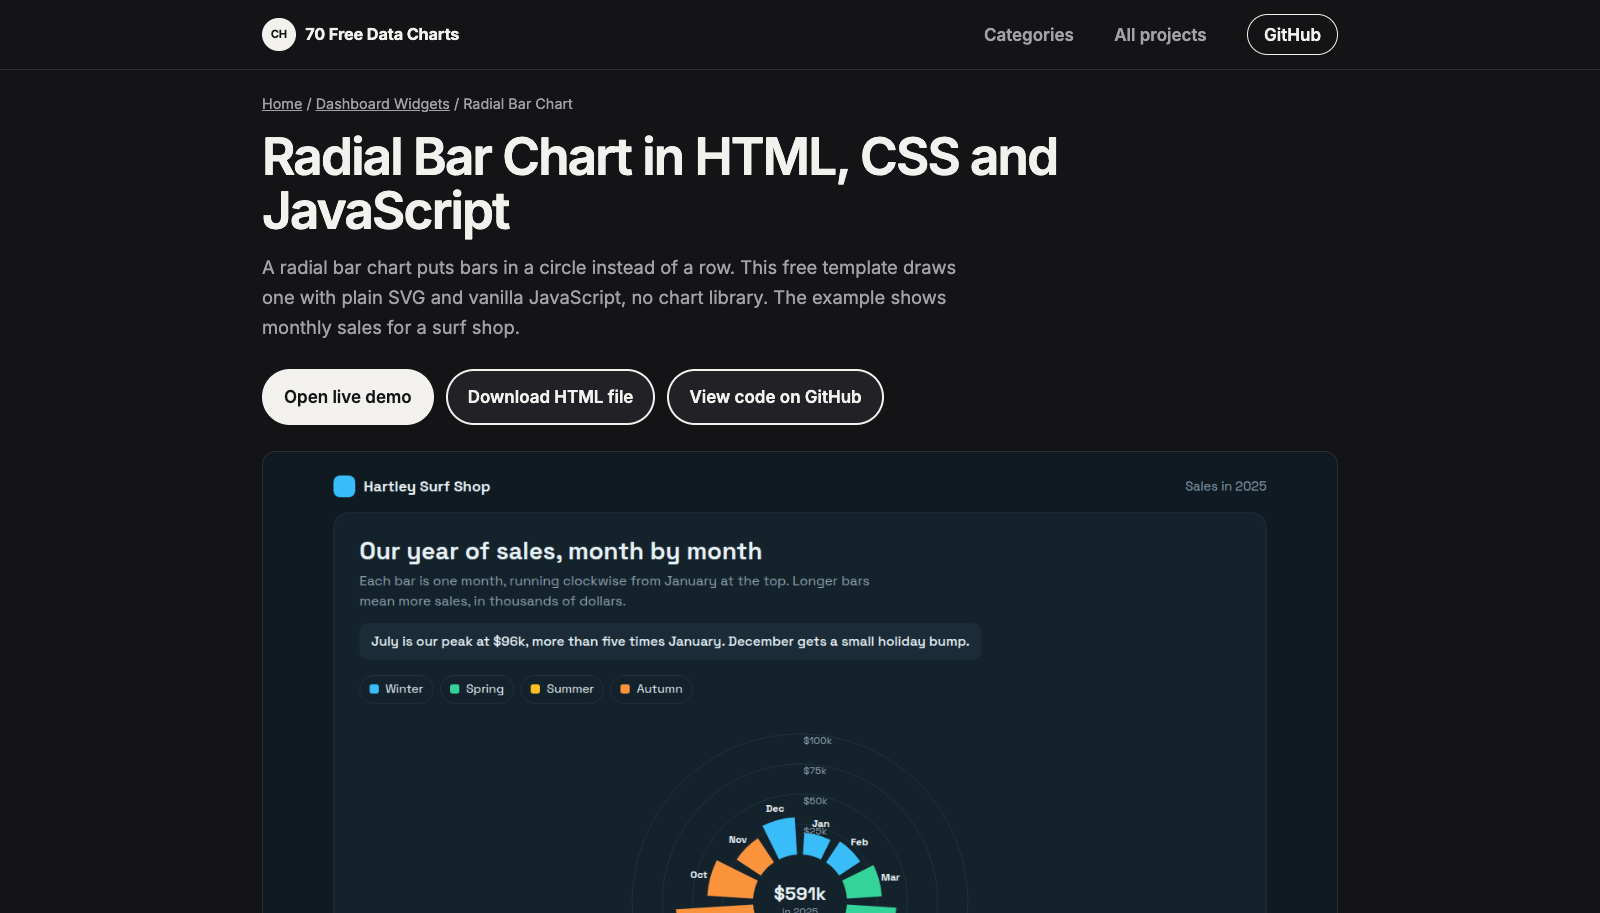 CH 70 Free Data Charts
Categories
All projects
GitHub
Home / Dashboard Widgets / Radial Bar Chart
Radial Bar Chart in HTML, CSS and
JavaScript
A radial bar chart puts bars in a circle instead of a row. This free template draws
one with plain SVG and vanilla JavaScript, no chart library. The example shows
monthly sales for a surf shop.
Open live demo
Download HTML file
View code on GitHub
Hartley Surf Shop
Sales in 2025
Our year of sales, month by month
Each bar is one month, running clockwise from January at the top. Longer bars
mean more sales, in thousands of dollars.
July is our peak at $96k, more than five times January. December gets a small holiday bump.
Winter
Spring
Summer
Autumn
$100k
$75k
$50k
Dec
Jan
$25k
Nov
Feb
Oct
Mar
$591k
in 2025